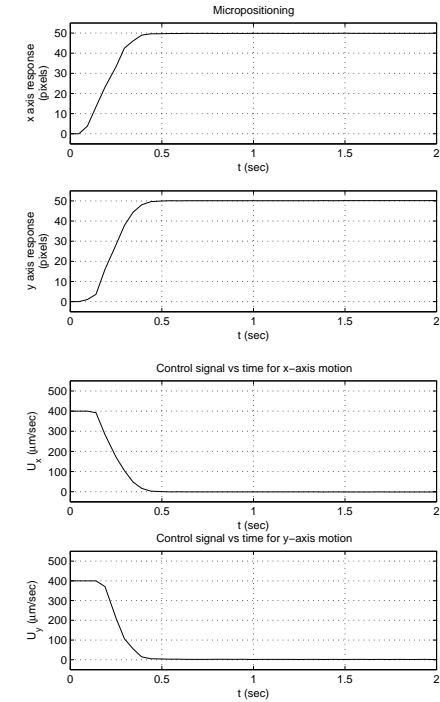 Micropositioning
50
40
30
20
10
0
x axis response
(pixels)
0 0.5 1 1.5 2
t (sec)
50
40
30
20
10
0
y axis response
(pixels)
0 0.5 1 1.5 2
t (sec)
Control signal vs time for x−axis motion
500
400
300
200
100
0
Ux (μm/sec)
0 0.5 1 1.5 2
t (sec)
Control signal vs time for y−axis motion
500
400
300
200
100
0
Uy (μm/sec)
0 0.5 1 1.5 2
t (sec)